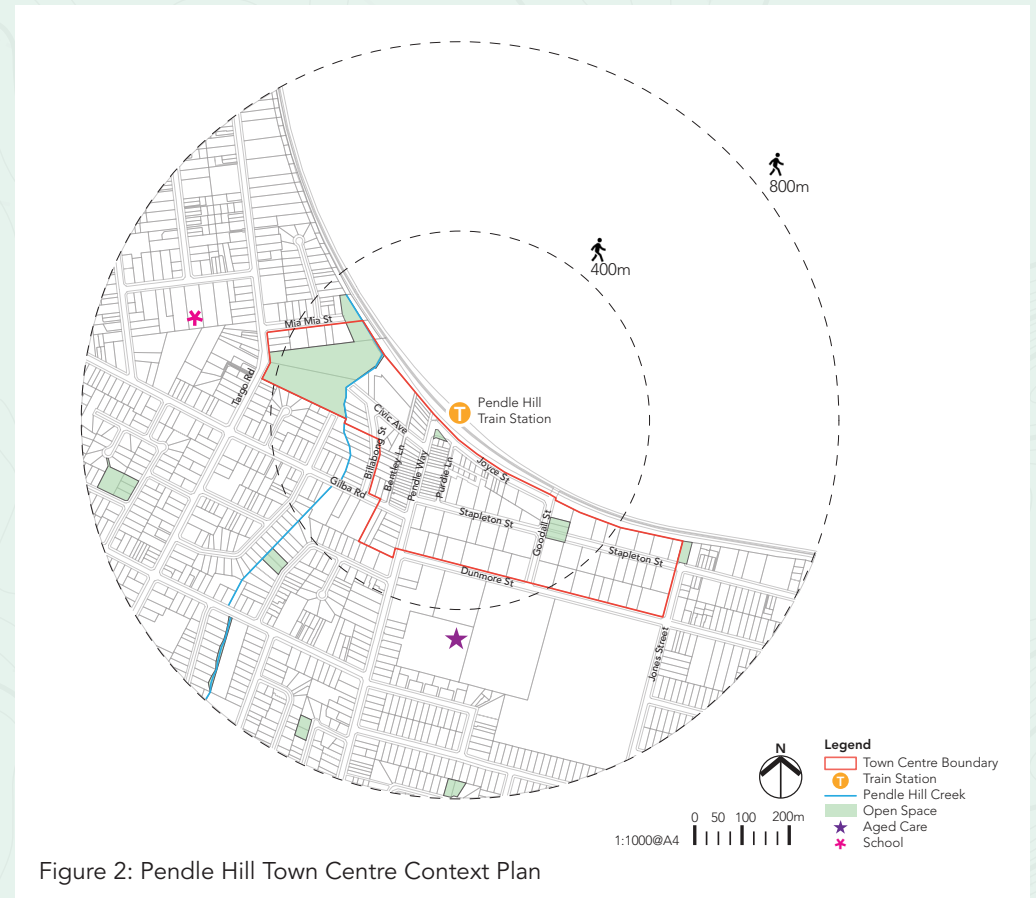 800m
400m
Mia Mia St
Targo Rd
Pendle Hill
Train Station
T
Civic Ave
Billabong St
Bentley Ln
Pendle Way
Purdie Ln
Joyce St
Gilba Rd
Stapleton St
Goodall St
Stapleton St
Dunmore St
Jones Street
N
Legend
Town Centre Boundary
T Train Station
Pendle Hill Creek
Open Space
Aged Care
School
0 50 100 200m
1:1000@A4
Figure 2: Pendle Hill Town Centre Context Plan